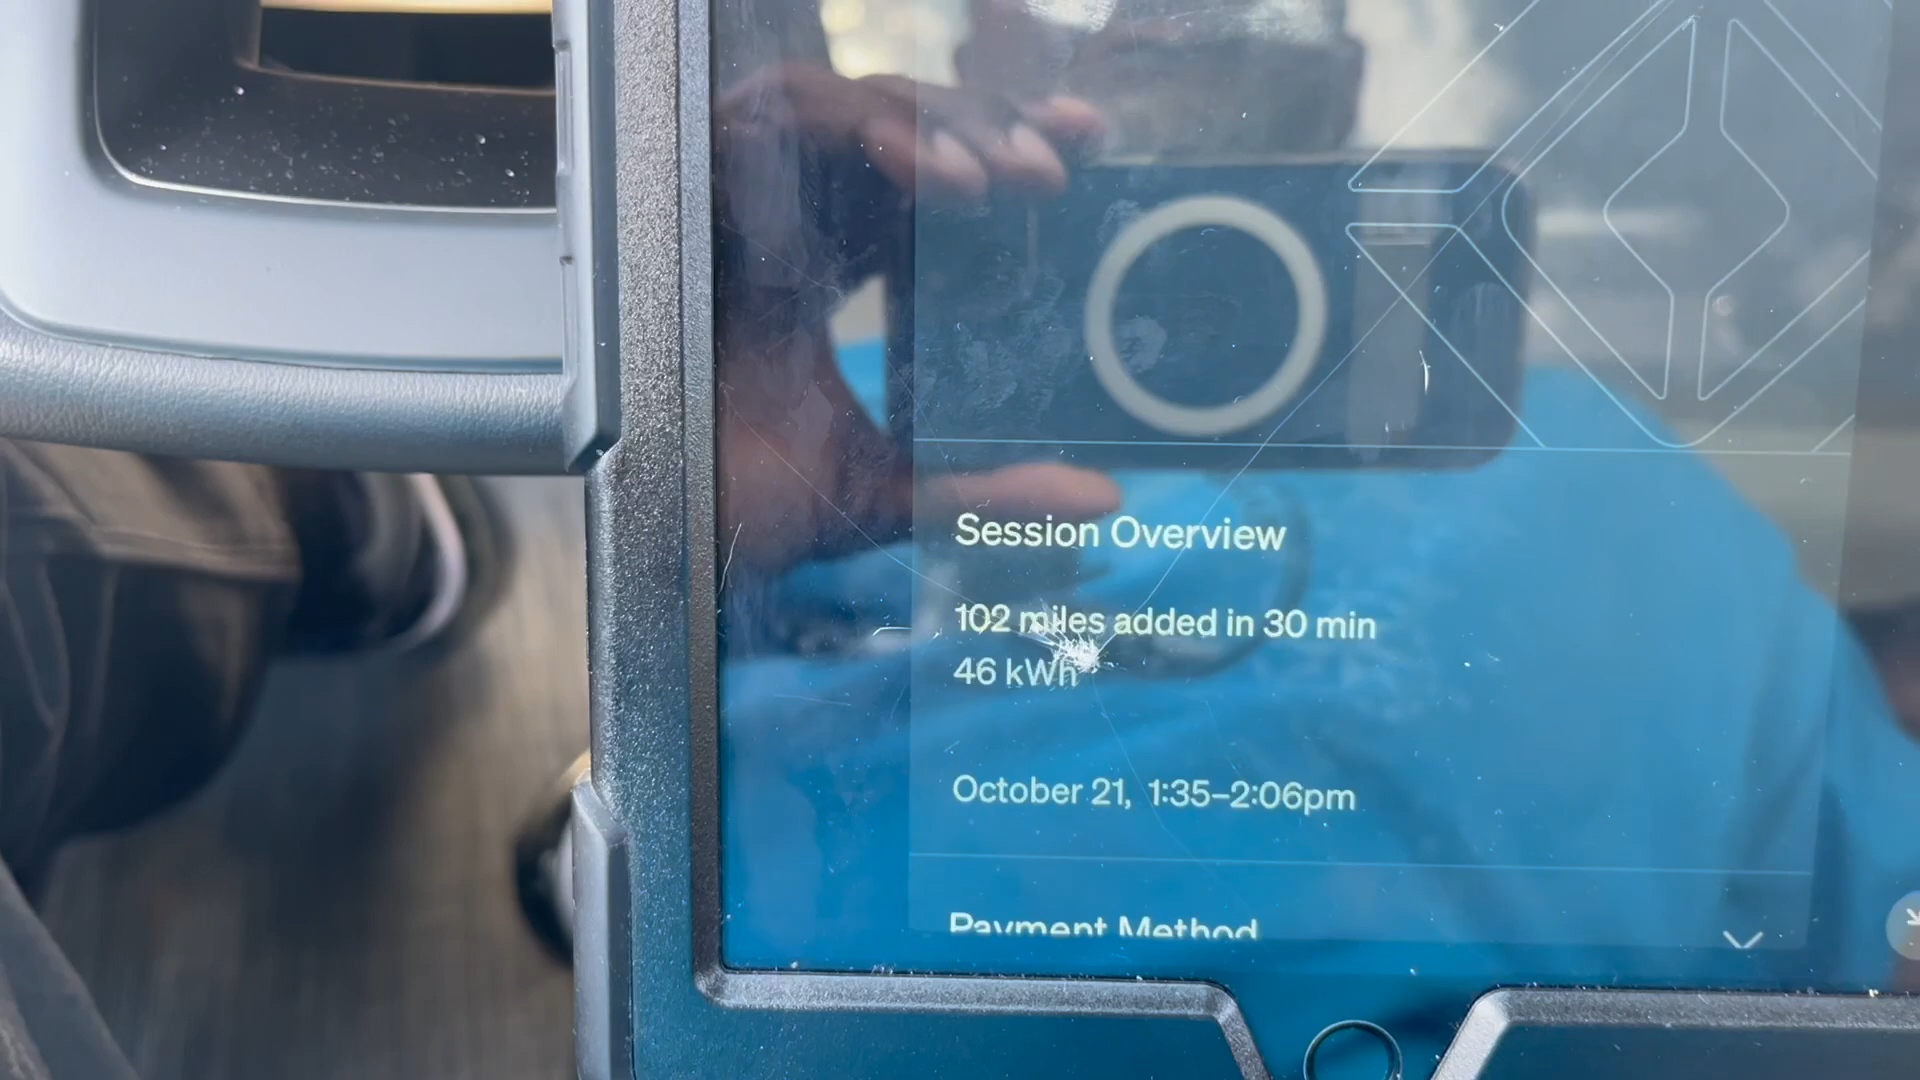 Session Overview
102 miles added in 30 min
46 kWh
October 21, 1:35–2:06pm
Payment Method